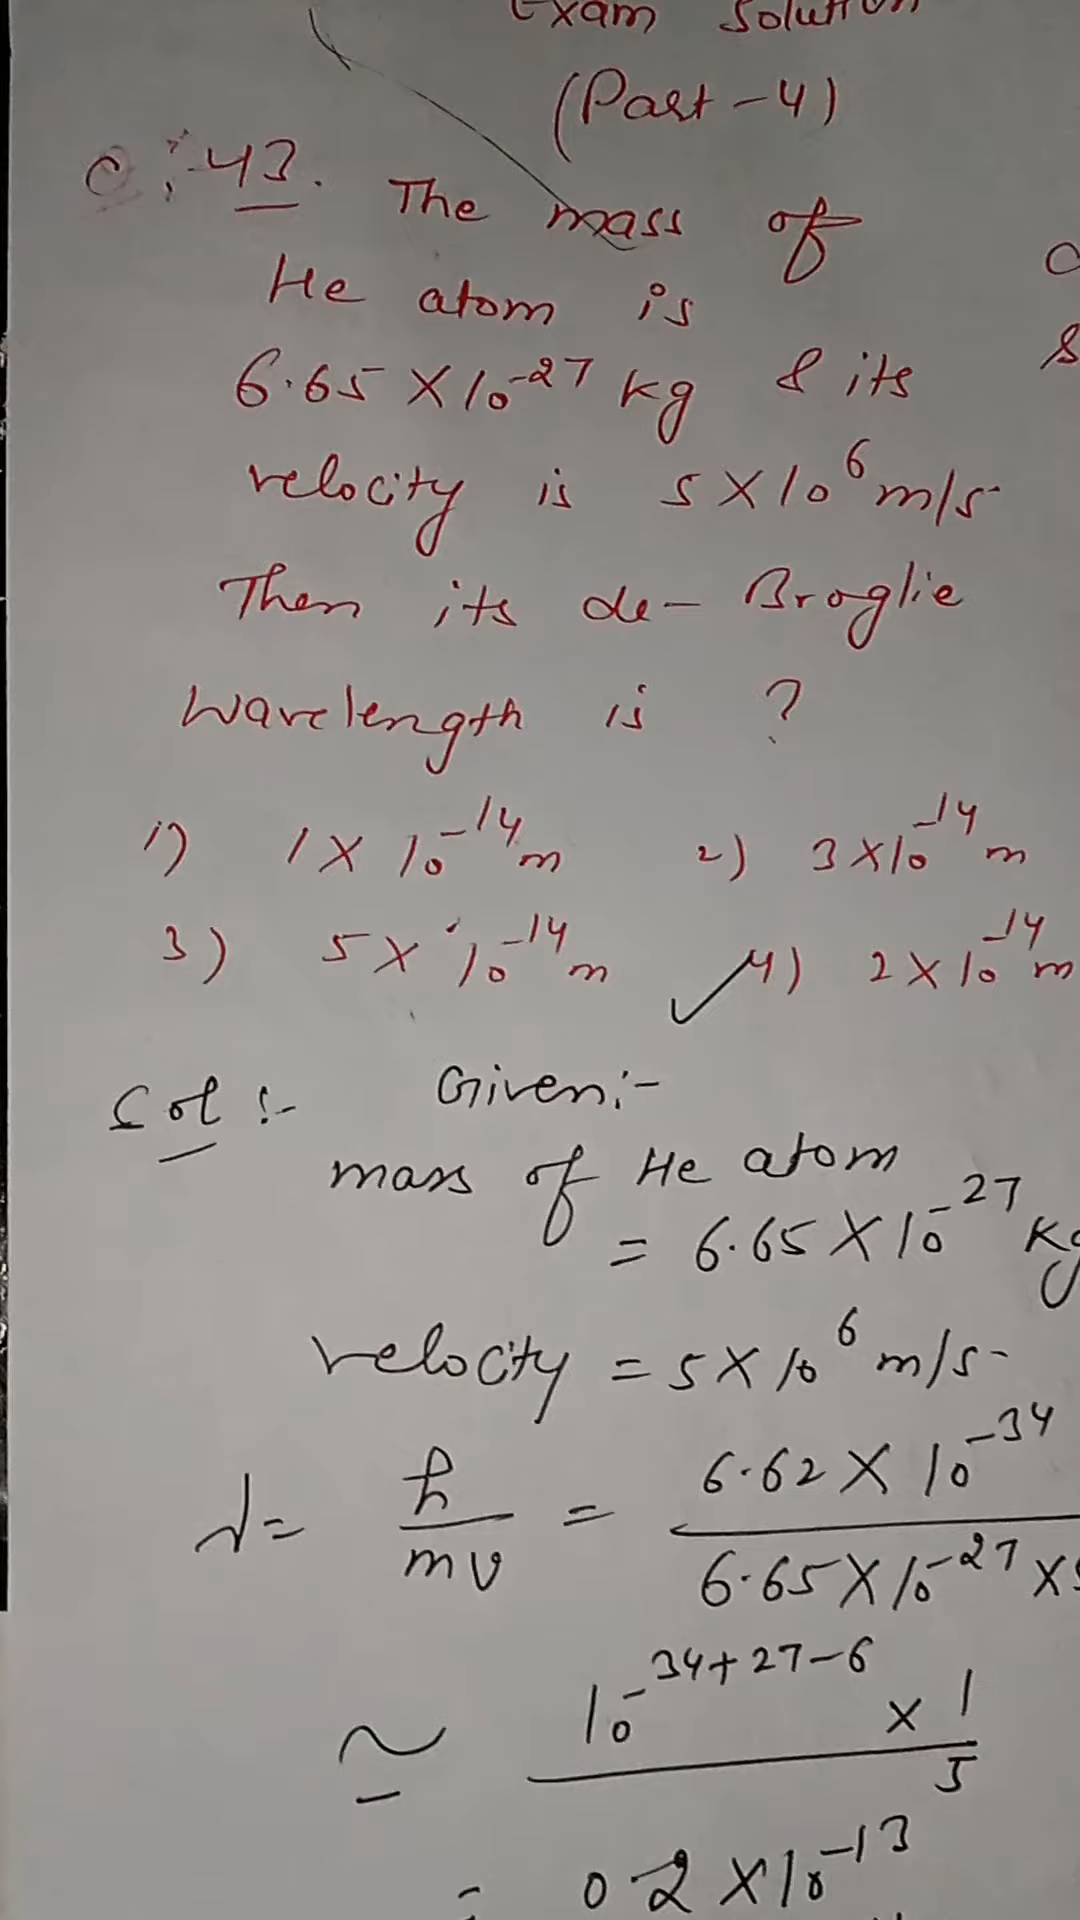 Exam Solution
(Part-4)
Q:-43. The mass of
He atom is
6.65 X 10-27 kg & its
velocity is 5 X 10 6 m/s
Then its de- Broglie
wavelength is ?
1) 1 X 10-14 m 2) 3 X 10-14 m
3) 5 X 10-14 m 4) 2 X 10-14 m
Sol :- Given:-
mass of He atom
= 6.65 X 10-27 Kg
velocity = 5 X 10 6 m/s-
λ = h/mv = 6.62 X 10-34
6.65 X 10-27 X
≃ 10-34+27-6 X 1/5
= 0.2 X 10-13